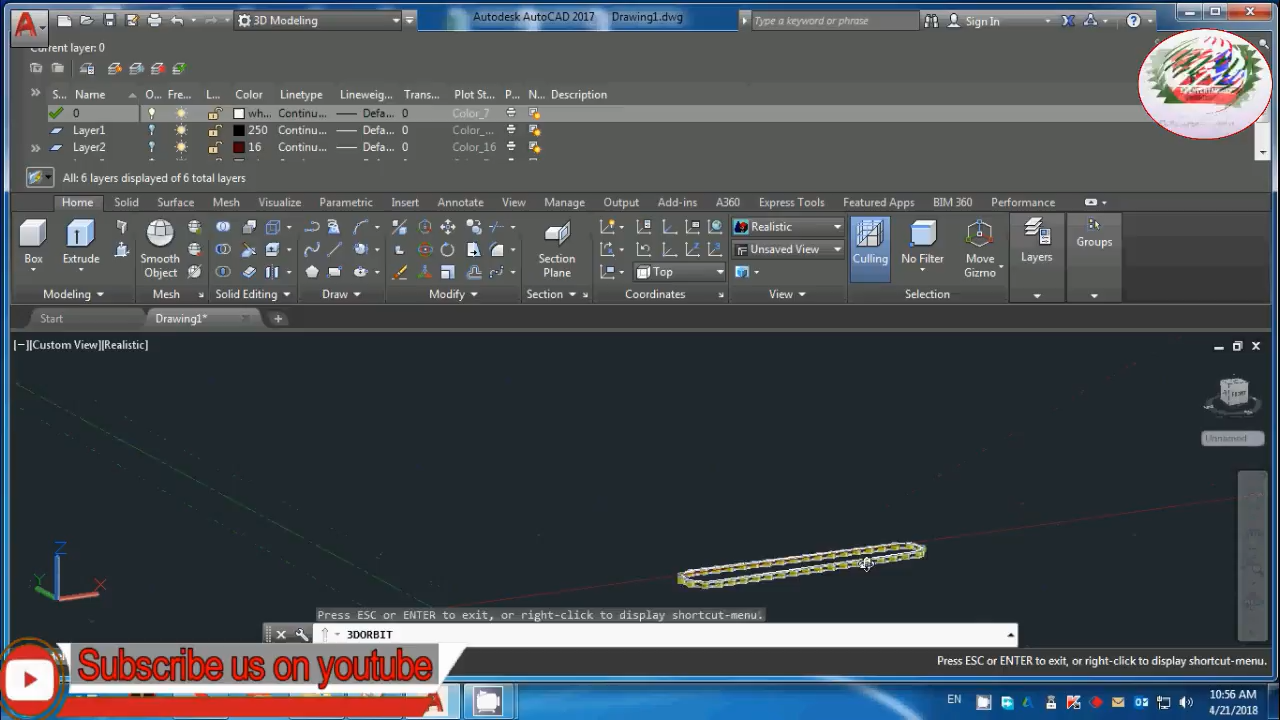 3D Modeling
Autodesk AutoCAD 2017 Drawing1.dwg
Type a keyword or phrase
Sign In
Current layer: 0
S... Name O.. Fre... L... Color Linetype Lineweig... Trans... Plot St... P... N... Description
0 wh... Continu... Defa... 0 Color_7
Layer1 250 Continu... Defa... 0 Color_...
Layer2 16 Continu... Defa... 0 Color_16
All: 6 layers displayed of 6 total layers
Home Solid Surface Mesh Visualize Parametric Insert Annotate View Manage Output Add-ins A360 Express Tools Featured Apps BIM 360 Performance
Realistic
Unsaved View
Top
Box
Extrude
Smooth
Object
Section
Plane
Culling
No Filter
Move
Gizmo
Layers
Groups
Modeling
Mesh
Solid Editing
Draw
Modify
Section
Coordinates
View
Selection
Start
Drawing1*
[−][Custom View][Realistic]
Unnamed
Z
Y
X
Press ESC or ENTER to exit, or right-click to display shortcut-menu.
3DORBIT
Press ESC or ENTER to exit, or right-click to display shortcut-menu.
Subscribe us on youtube
EN
10:56 AM
4/21/2018